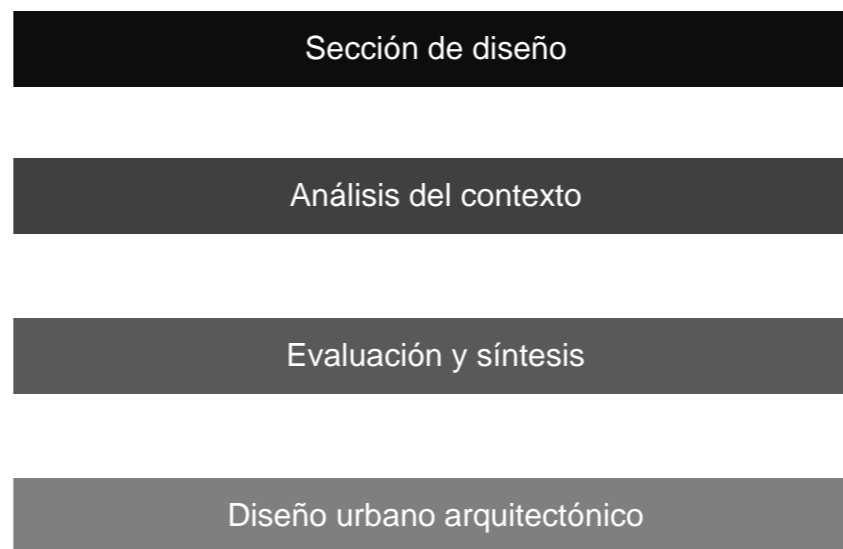 Sección de diseño
Análisis del contexto
Evaluación y síntesis
Diseño urbano arquitectónico